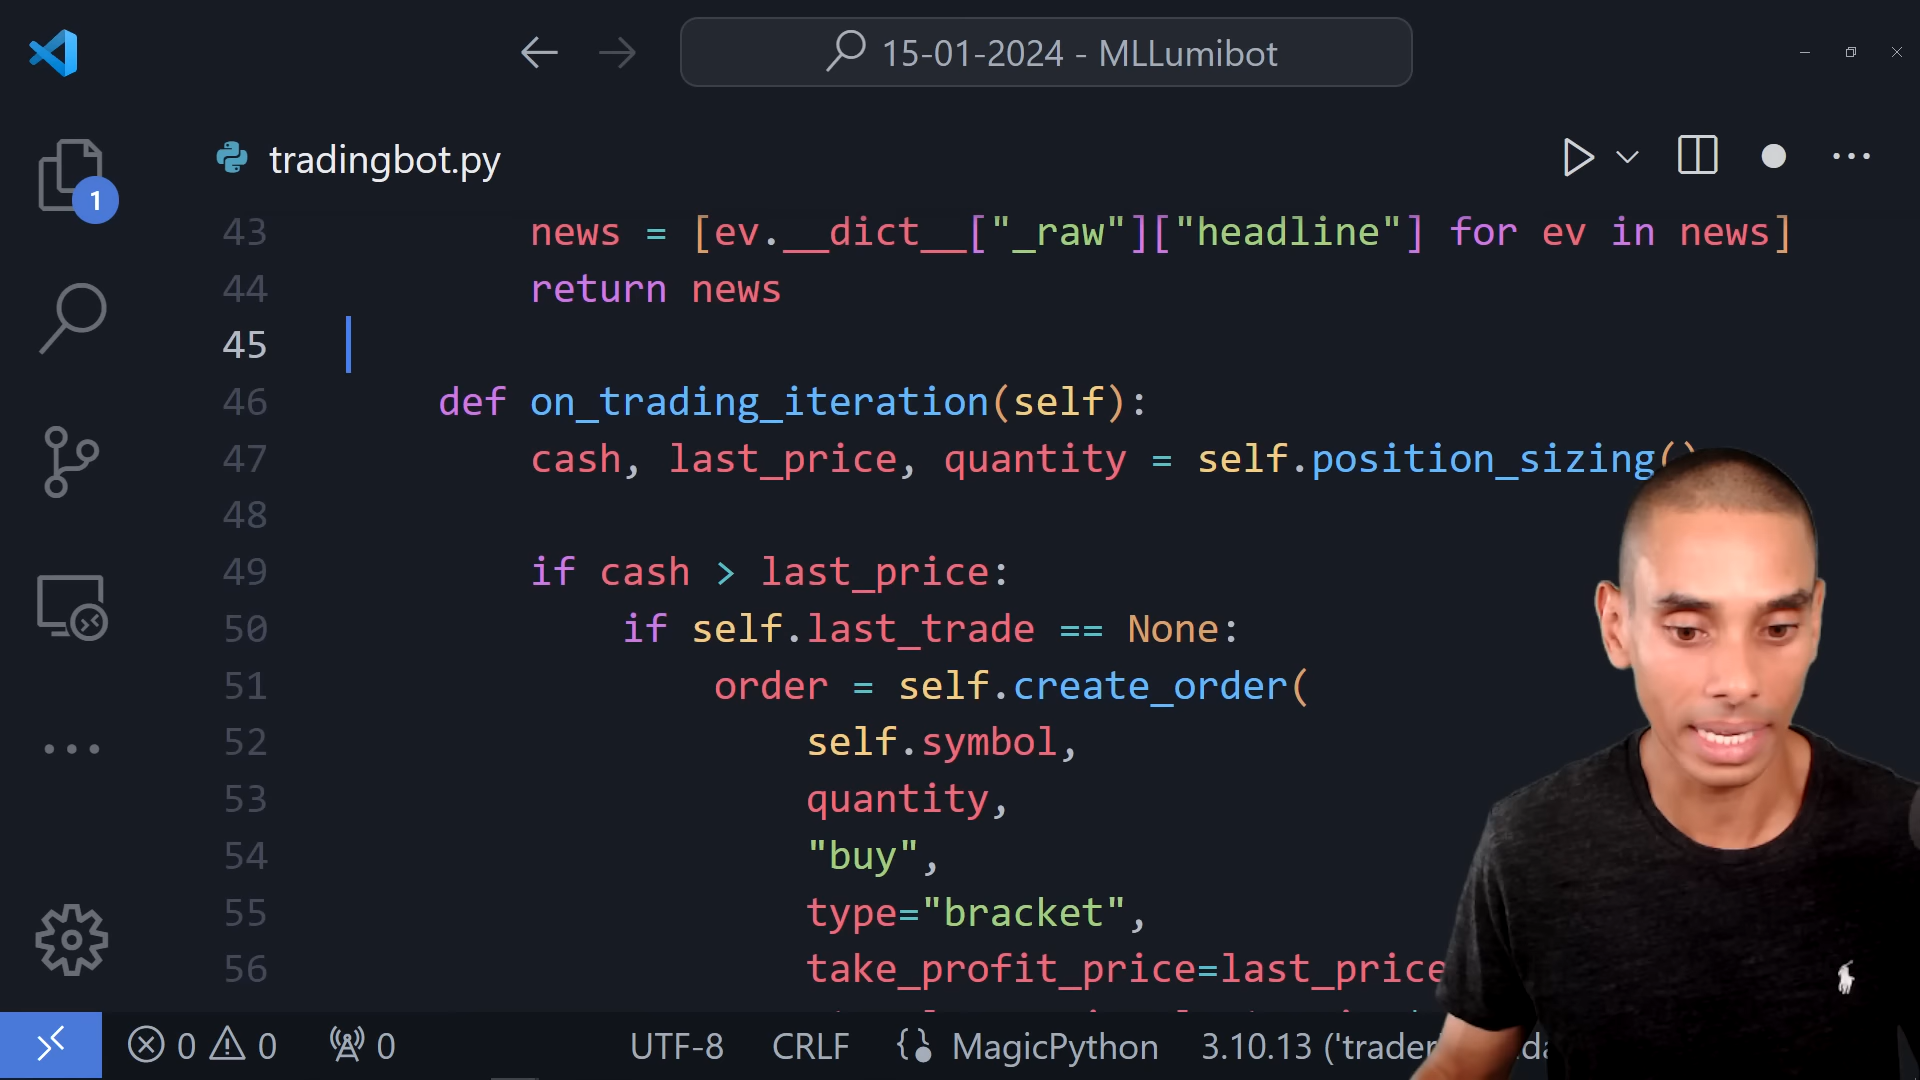 15-01-2024 - MLLumibot
tradingbot.py
1
43 news = [ev.__dict__["_raw"]["headline"] for ev in news]
44 return news
45
46 def on_trading_iteration(self):
47 cash, last_price, quantity = self.position_sizing()
48
49 if cash > last_price:
50 if self.last_trade == None:
51 order = self.create_order(
52 self.symbol,
53 quantity,
54 "buy",
55 type="bracket",
56 take_profit_price=last_price
0 0 0 UTF-8 CRLF MagicPython 3.10.13 ('trader